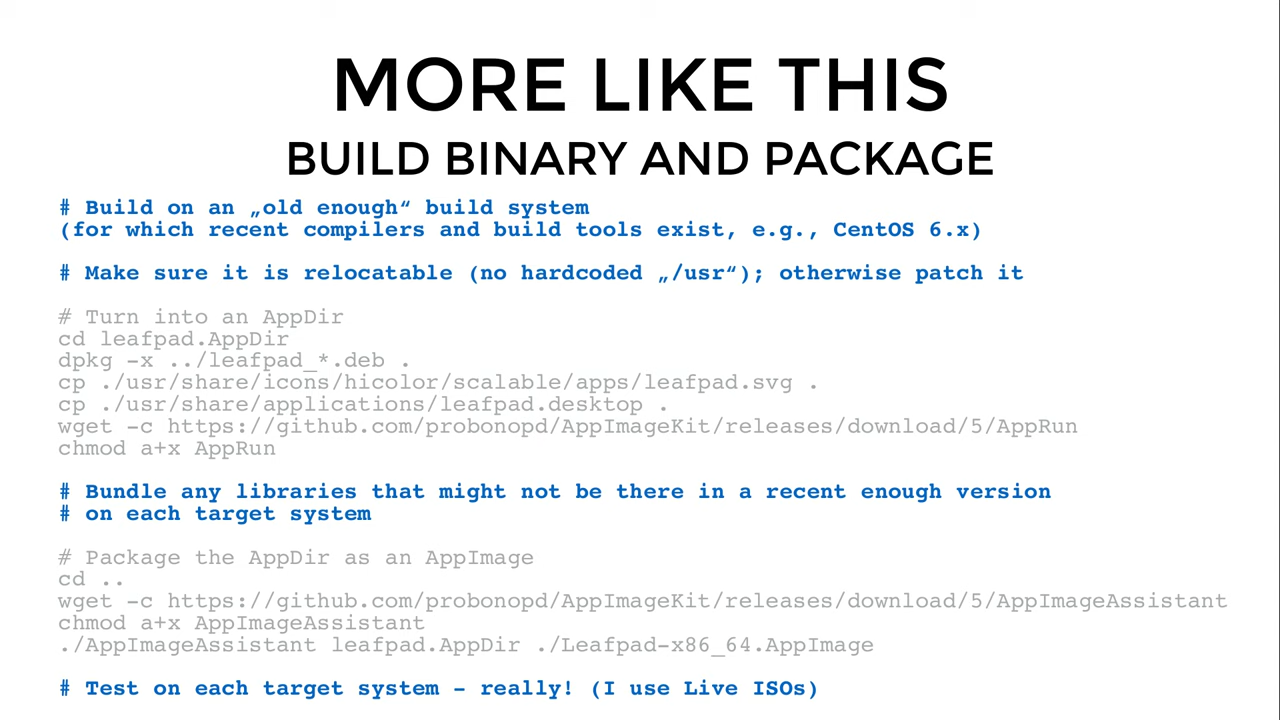 MORE LIKE THIS
BUILD BINARY AND PACKAGE
# Build on an „old enough“ build system
(for which recent compilers and build tools exist, e.g., CentOS 6.x)
# Make sure it is relocatable (no hardcoded „/usr“); otherwise patch it
# Turn into an AppDir
cd leafpad.AppDir
dpkg -x ../leafpad_*.deb .
cp ./usr/share/icons/hicolor/scalable/apps/leafpad.svg .
cp ./usr/share/applications/leafpad.desktop .
wget -c https://github.com/probonopd/AppImageKit/releases/download/5/AppRun
chmod a+x AppRun
# Bundle any libraries that might not be there in a recent enough version
# on each target system
# Package the AppDir as an AppImage
cd ..
wget -c https://github.com/probonopd/AppImageKit/releases/download/5/AppImageAssistant
chmod a+x AppImageAssistant
./AppImageAssistant leafpad.AppDir ./Leafpad-x86_64.AppImage
# Test on each target system – really! (I use Live ISOs)